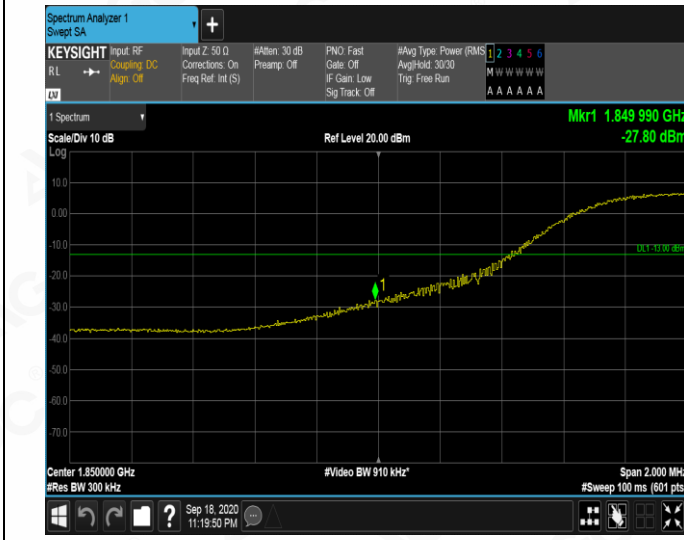 Spectrum Analyzer 1
Swept SA
+
KEYSIGHT Input: RF Input Z: 50 Ω #Atten: 30 dB PNO: Fast #Avg Type: Power (RMS 1 2 3 4 5 6
RL Coupling: DC Corrections: On Preamp: Off Gate: Off Avg|Hold: 30/30 M W W W W W
Align: Off Freq Ref: Int (S) IF Gain: Low Trig: Free Run
LXI Sig Track: Off A A A A A A
1 Spectrum Mkr1 1.849 990 GHz
Scale/Div 10 dB Ref Level 20.00 dBm -27.80 dBm
Log
10.0
0.00
-10.0 DL1 -13.00 dBm
-20.0
1
-30.0
-40.0
-50.0
-60.0
-70.0
Center 1.850000 GHz #Video BW 910 kHz* Span 2.000 MHz
#Res BW 300 kHz #Sweep 100 ms (601 pts
? Sep 18, 2020
11:19:50 PM